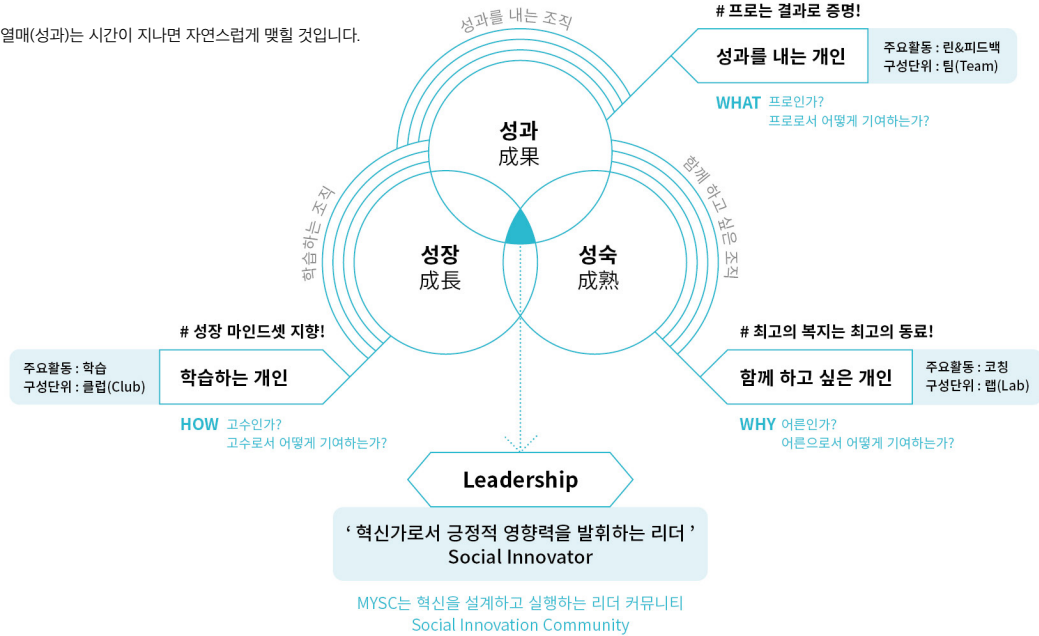 열매(성과)는 시간이 지나면 자연스럽게 맺힐 것입니다.
성과를 내는 조직
# 프로는 결과로 증명!
성과를 내는 개인
주요활동 : 린&피드백
구성단위 : 팀(Team)
WHAT 프로인가?
프로로서 어떻게 기여하는가?
성과
成果
학습하는 조직
함께 하고 싶은 조직
성장
成長
성숙
成熟
# 성장 마인드셋 지향!
주요활동 : 학습
구성단위 : 클럽(Club)
학습하는 개인
HOW 고수인가?
고수로서 어떻게 기여하는가?
# 최고의 복지는 최고의 동료!
함께 하고 싶은 개인
주요활동 : 코칭
구성단위 : 랩(Lab)
WHY 어른인가?
어른으로서 어떻게 기여하는가?
Leadership
‘ 혁신가로서 긍정적 영향력을 발휘하는 리더 ’
Social Innovator
MYSC는 혁신을 설계하고 실행하는 리더 커뮤니티
Social Innovation Community